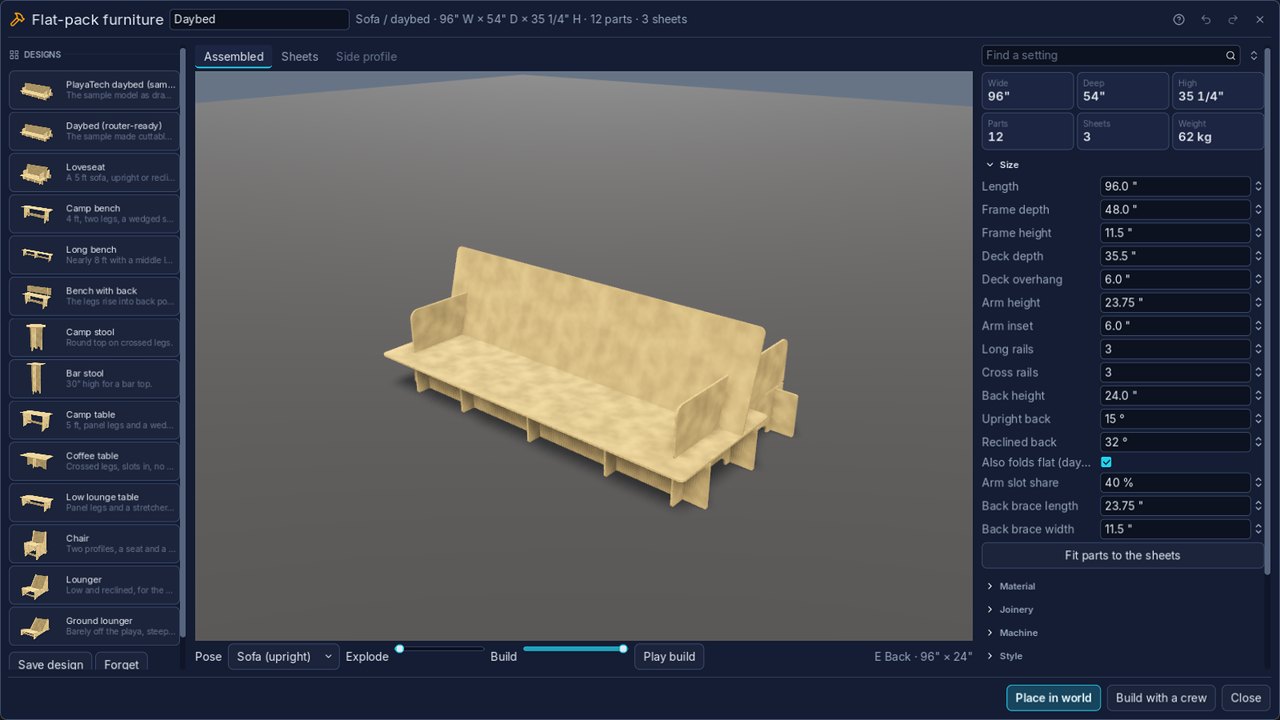 Flat-pack furniture
Daybed
Sofa / daybed · 96" W × 54" D × 35 1/4" H · 12 parts · 3 sheets
DESIGNS
PlayaTech daybed (sam...
The sample model as dra...
Daybed (router-ready)
The sample made cuttabl...
Loveseat
A 5 ft sofa, upright or recli...
Camp bench
4 ft, two legs, a wedged s...
Long bench
Nearly 8 ft with a middle l...
Bench with back
The legs rise into back po...
Camp stool
Round top on crossed legs.
Bar stool
30" high for a bar top.
Camp table
5 ft, panel legs and a wed...
Coffee table
Crossed legs, slots in, no ...
Low lounge table
Panel legs and a stretcher...
Chair
Two profiles, a seat and a ...
Lounger
Low and reclined, for the ...
Ground lounger
Barely off the playa, steep...
Save design
Forget
Assembled
Sheets
Side profile
Pose
Sofa (upright)
Explode
Build
Play build
E Back · 96" × 24"
Find a setting
Wide
96"
Deep
54"
High
35 1/4"
Parts
12
Sheets
3
Weight
62 kg
Size
Length
96.0 "
Frame depth
48.0 "
Frame height
11.5 "
Deck depth
35.5 "
Deck overhang
6.0 "
Arm height
23.75 "
Arm inset
6.0 "
Long rails
3
Cross rails
3
Back height
24.0 "
Upright back
15 °
Reclined back
32 °
Also folds flat (day...
Arm slot share
40 %
Back brace length
23.75 "
Back brace width
11.5 "
Fit parts to the sheets
Material
Joinery
Machine
Style
Place in world
Build with a crew
Close